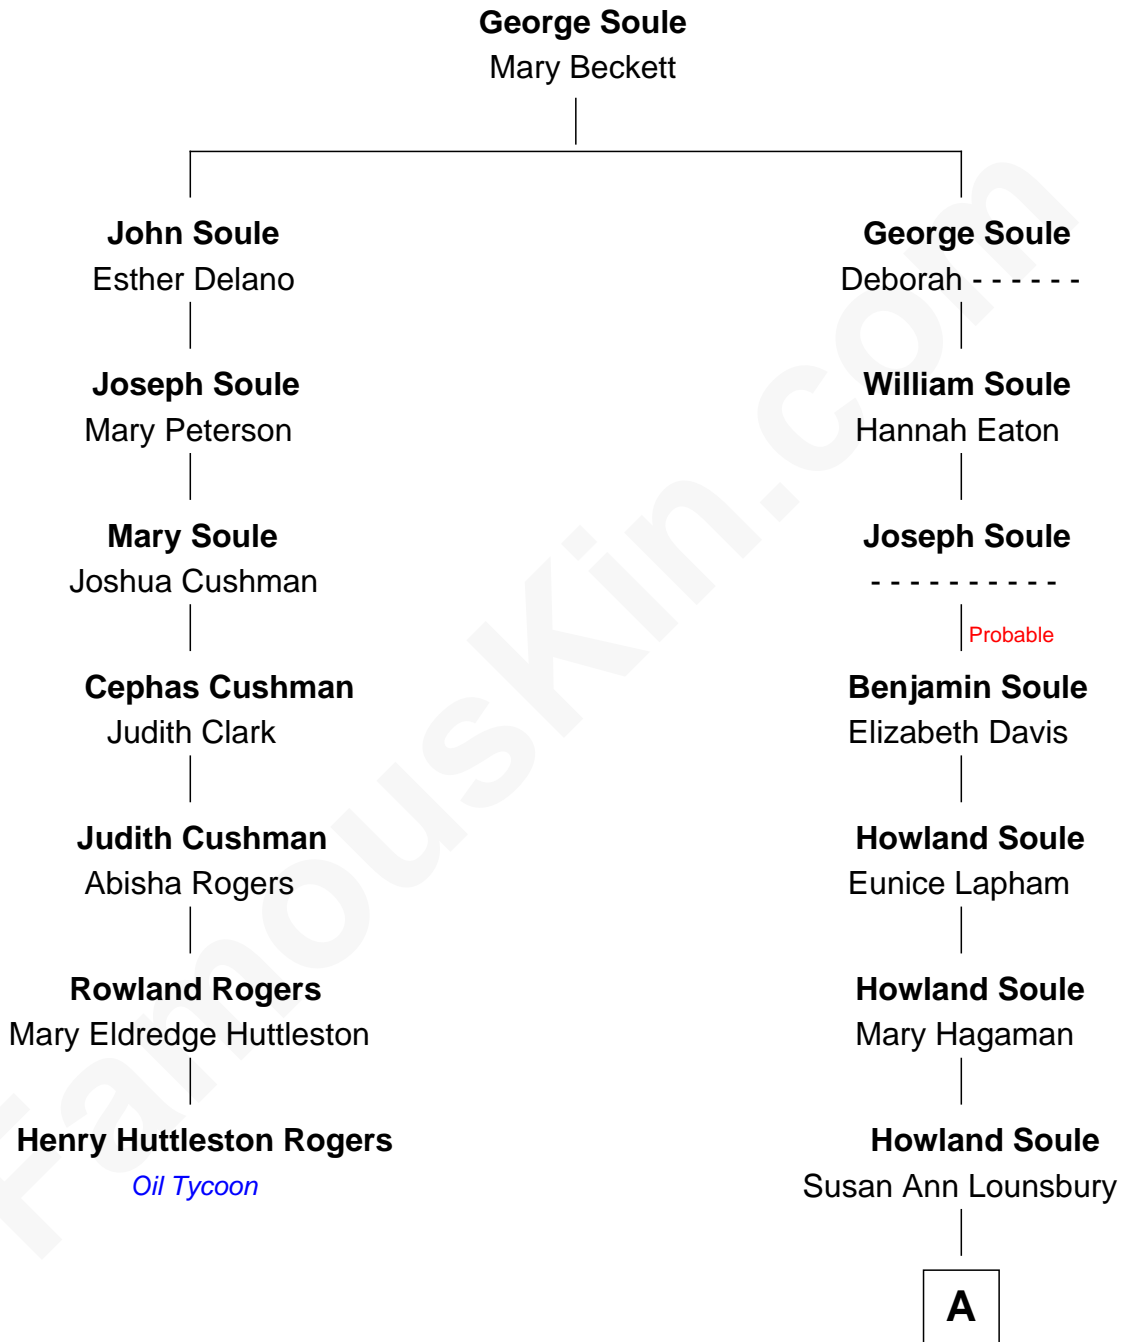 George Soule
Mary Beckett
John Soule
Esther Delano
George Soule
Deborah - - - - - -
Joseph Soule
Mary Peterson
William Soule
Hannah Eaton
Mary Soule
Joshua Cushman
Joseph Soule
- - - - - - - - - -
Probable
Cephas Cushman
Judith Clark
Benjamin Soule
Elizabeth Davis
Judith Cushman
Abisha Rogers
Howland Soule
Eunice Lapham
Rowland Rogers
Mary Eldredge Huttleston
Howland Soule
Mary Hagaman
Henry Huttleston Rogers
Oil Tycoon
Howland Soule
Susan Ann Lounsbury
A
FamousKin.com